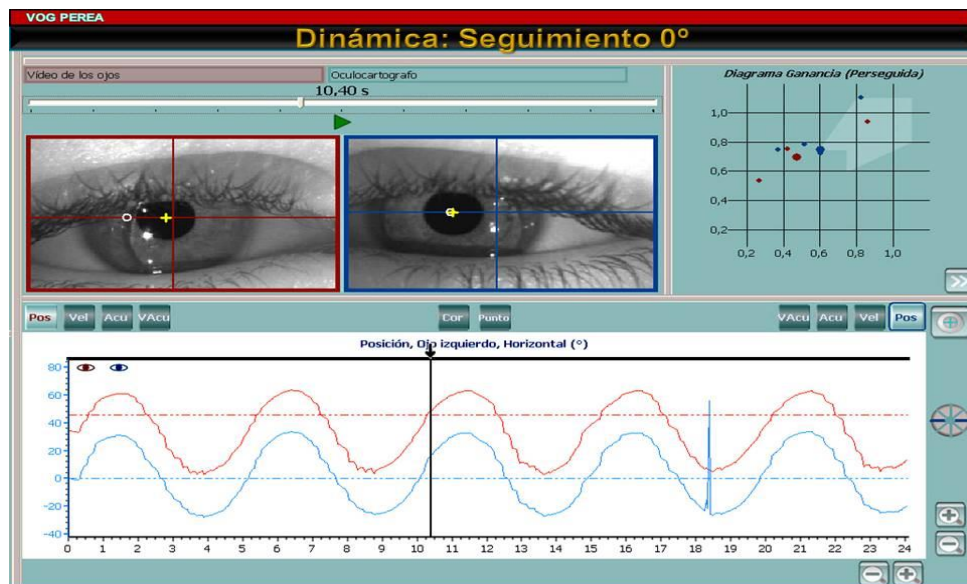 VOG PEREA
Dinámica: Seguimiento 0º
Vídeo de los ojos
Oculocartografo
10,40 s
Diagrama Ganancia (Perseguida)
1,0
0,8
0,6
0,4
0,2
0,2 0,4 0,6 0,8 1,0
Pos Vel Acu VAcu Cor Punto VAcu Acu Vel Pos
Posición, Ojo izquierdo, Horizontal (°)
80
60
40
20
0
-20
-40
0 1 2 3 4 5 6 7 8 9 10 11 12 13 14 15 16 17 18 19 20 21 22 23 24